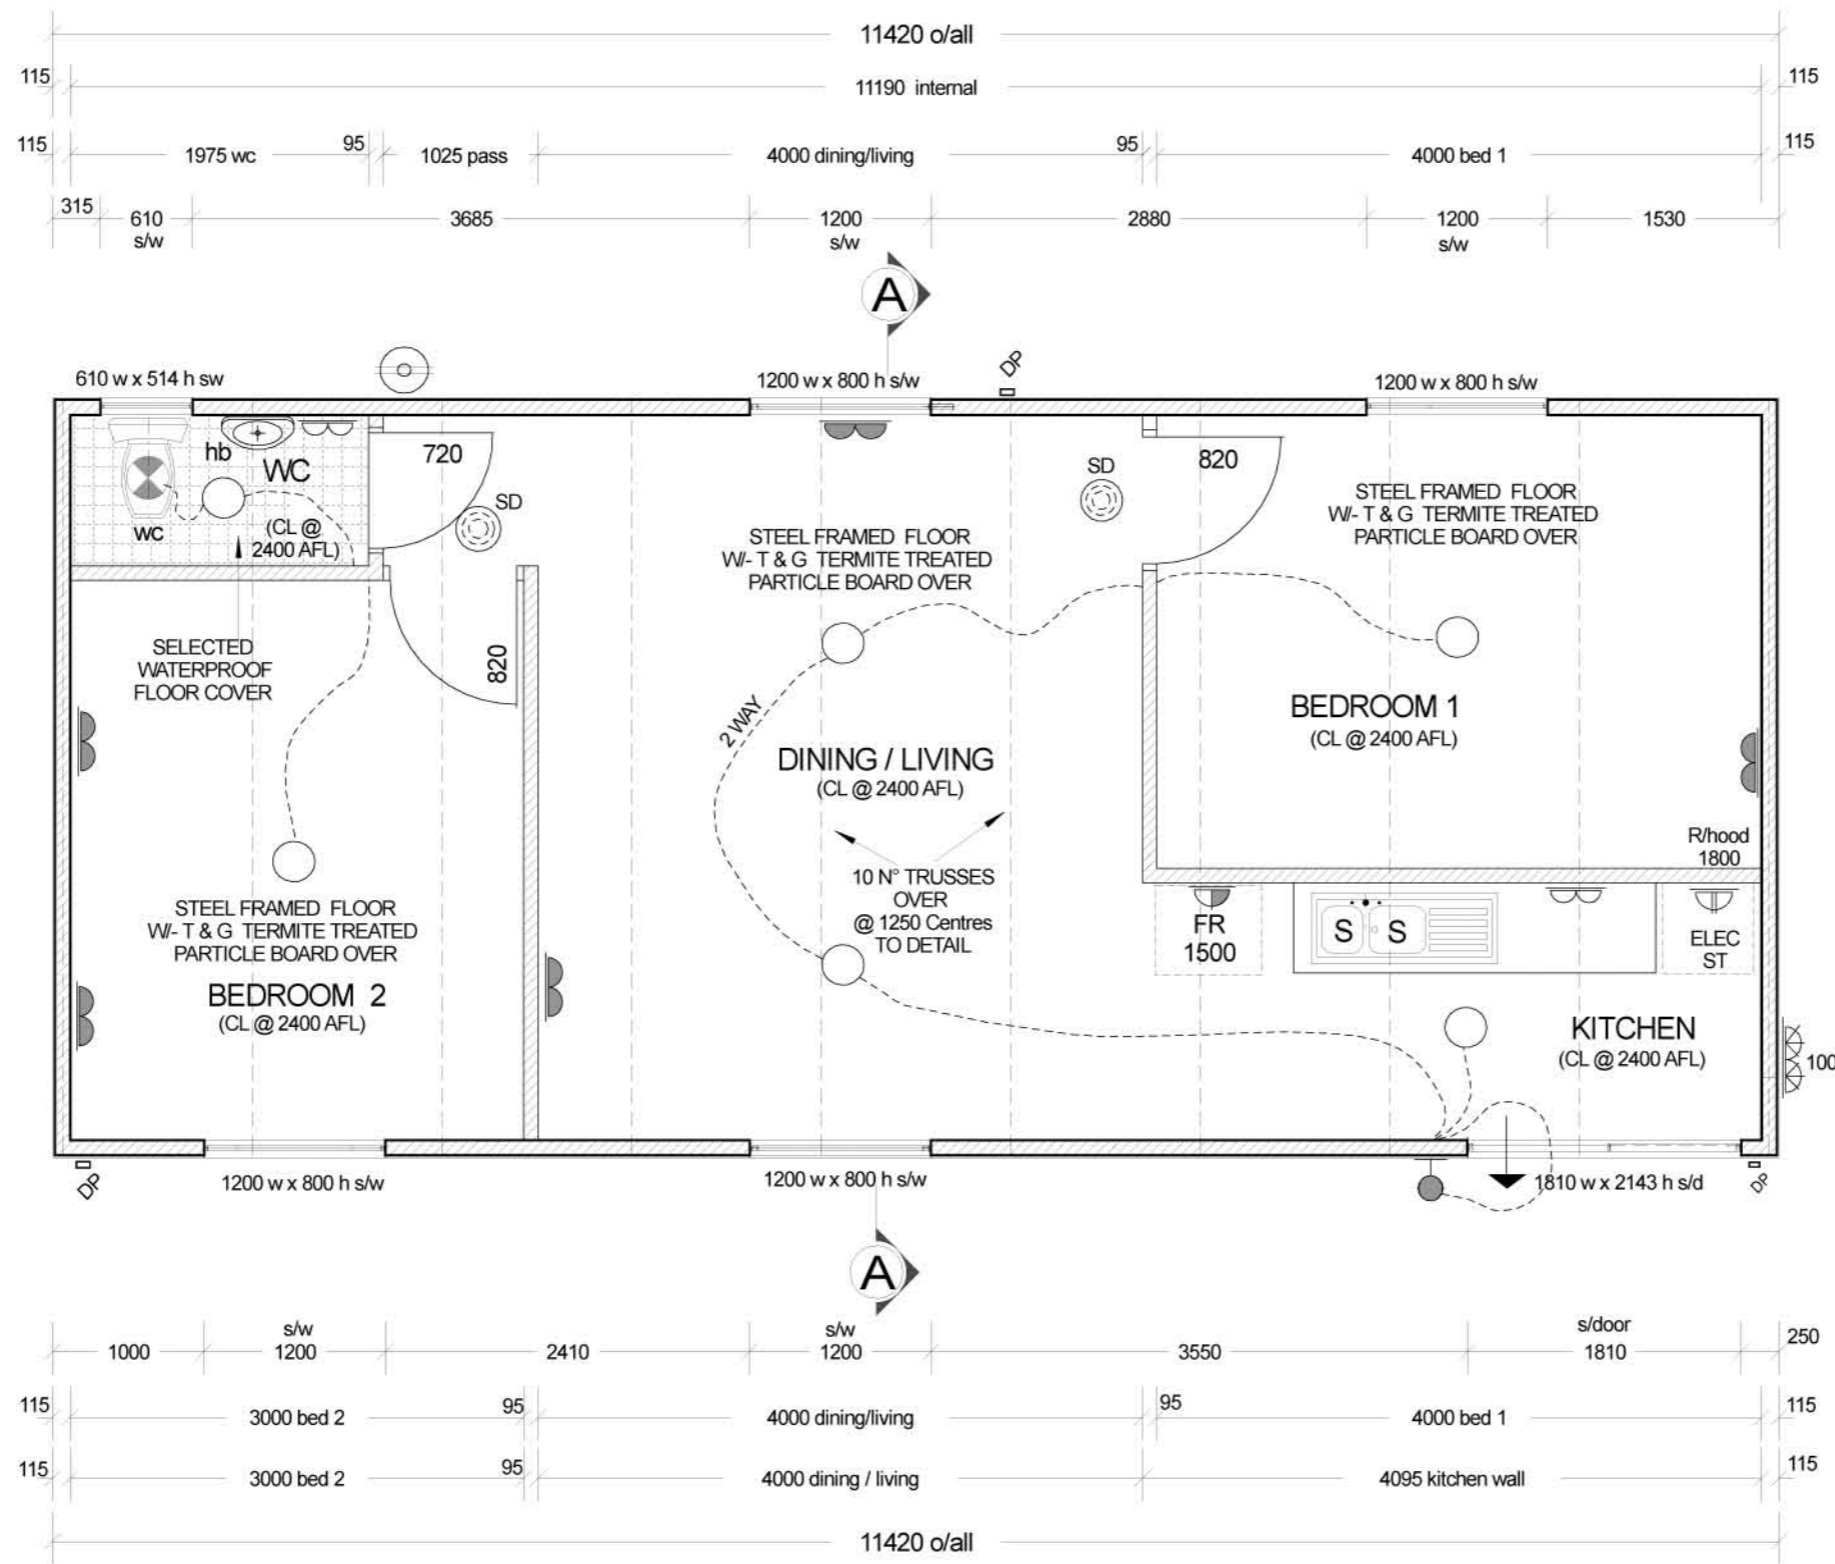 11420 o/all
115
11190 internal
115
115
1975 wc
95
1025 pass
4000 dining/living
95
4000 bed 1
115
315
610
s/w
3685
1200
s/w
2880
1200
s/w
1530
A
DP
610 w x 514 h sw
1200 w x 800 h s/w
1200 w x 800 h s/w
hb
WC
wc
(CL @
2400 AFL)
720
SD
SD
820
STEEL FRAMED FLOOR
W/- T & G TERMITE TREATED
PARTICLE BOARD OVER
STEEL FRAMED FLOOR
W/- T & G TERMITE TREATED
PARTICLE BOARD OVER
SELECTED
WATERPROOF
FLOOR COVER
820
2 WAY
DINING / LIVING
(CL @ 2400 AFL)
BEDROOM 1
(CL @ 2400 AFL)
R/hood
1800
10 N° TRUSSES
OVER
@ 1250 Centres
TO DETAIL
FR
1500
S S
ELEC
ST
STEEL FRAMED FLOOR
W/- T & G TERMITE TREATED
PARTICLE BOARD OVER
BEDROOM 2
(CL @ 2400 AFL)
KITCHEN
(CL @ 2400 AFL)
100
DP
1200 w x 800 h s/w
1200 w x 800 h s/w
1810 w x 2143 h s/d
DP
A
1000
s/w
1200
2410
s/w
1200
3550
s/door
1810
250
115
3000 bed 2
95
4000 dining/living
95
4000 bed 1
115
115
3000 bed 2
95
4000 dining / living
4095 kitchen wall
115
11420 o/all